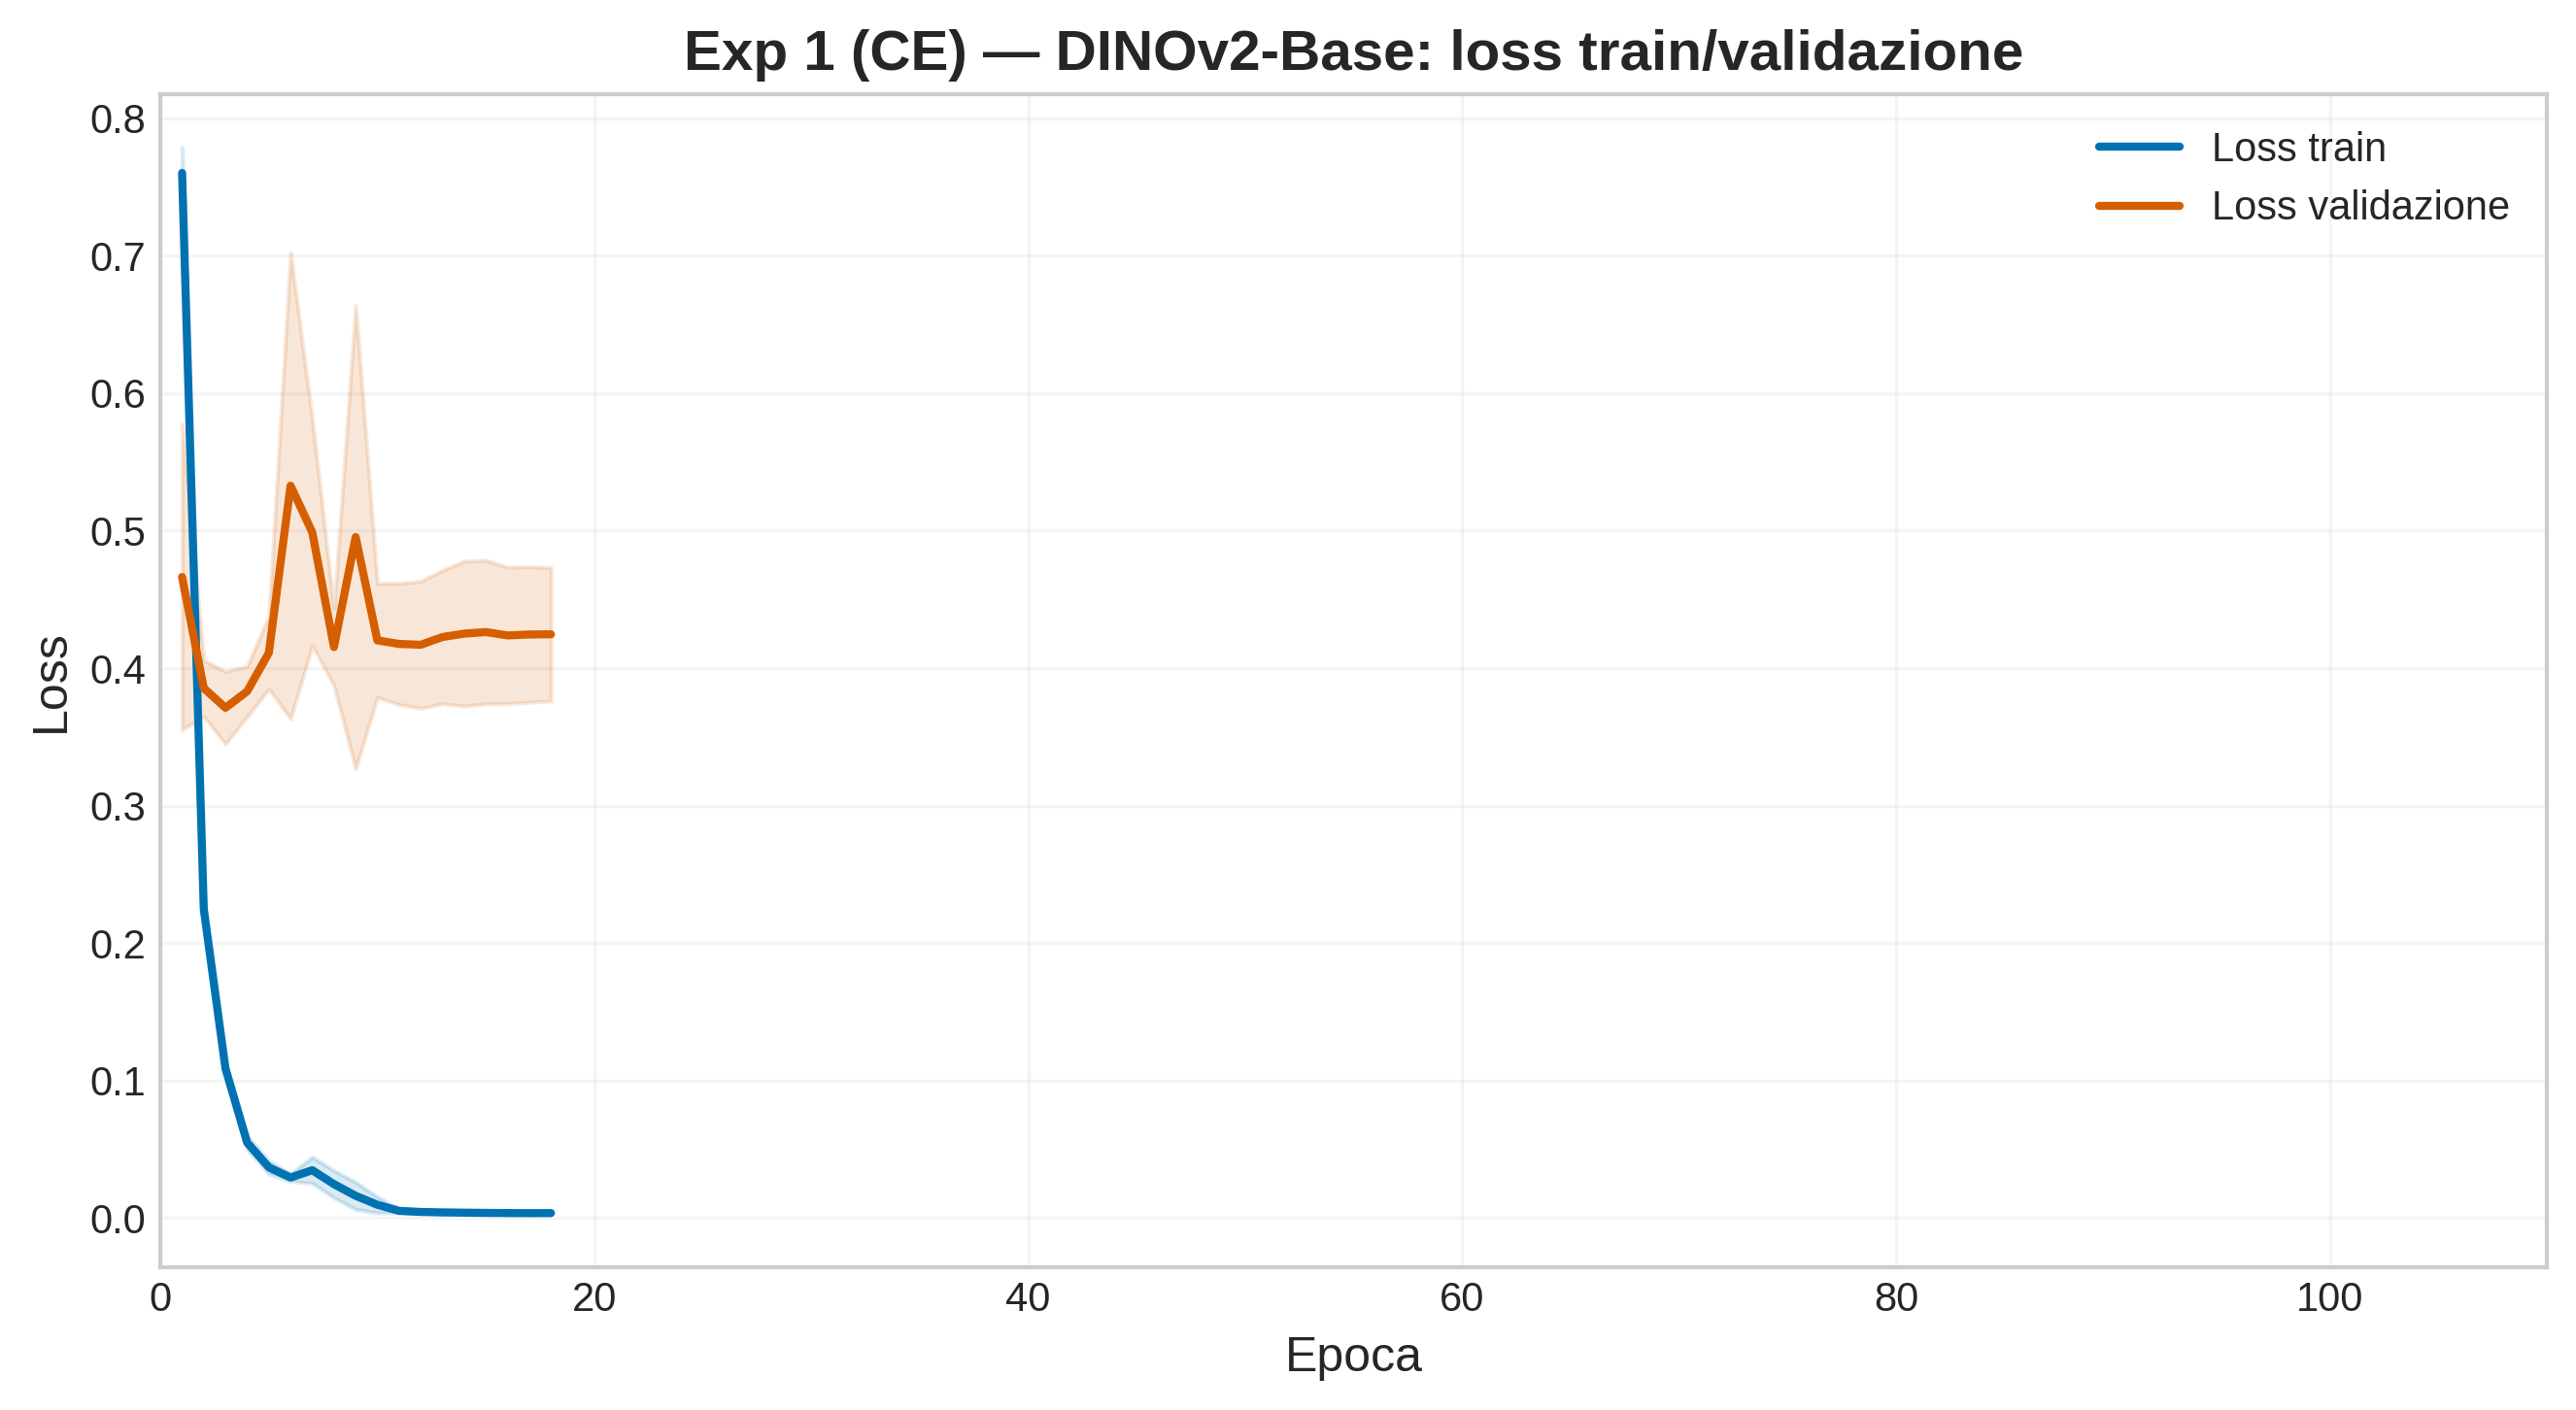 Exp 1 (CE) — DINOv2-Base: loss train/validazione
Loss train
Loss validazione
Loss
0.8
0.7
0.6
0.5
0.4
0.3
0.2
0.1
0.0
0 20 40 60 80 100
Epoca